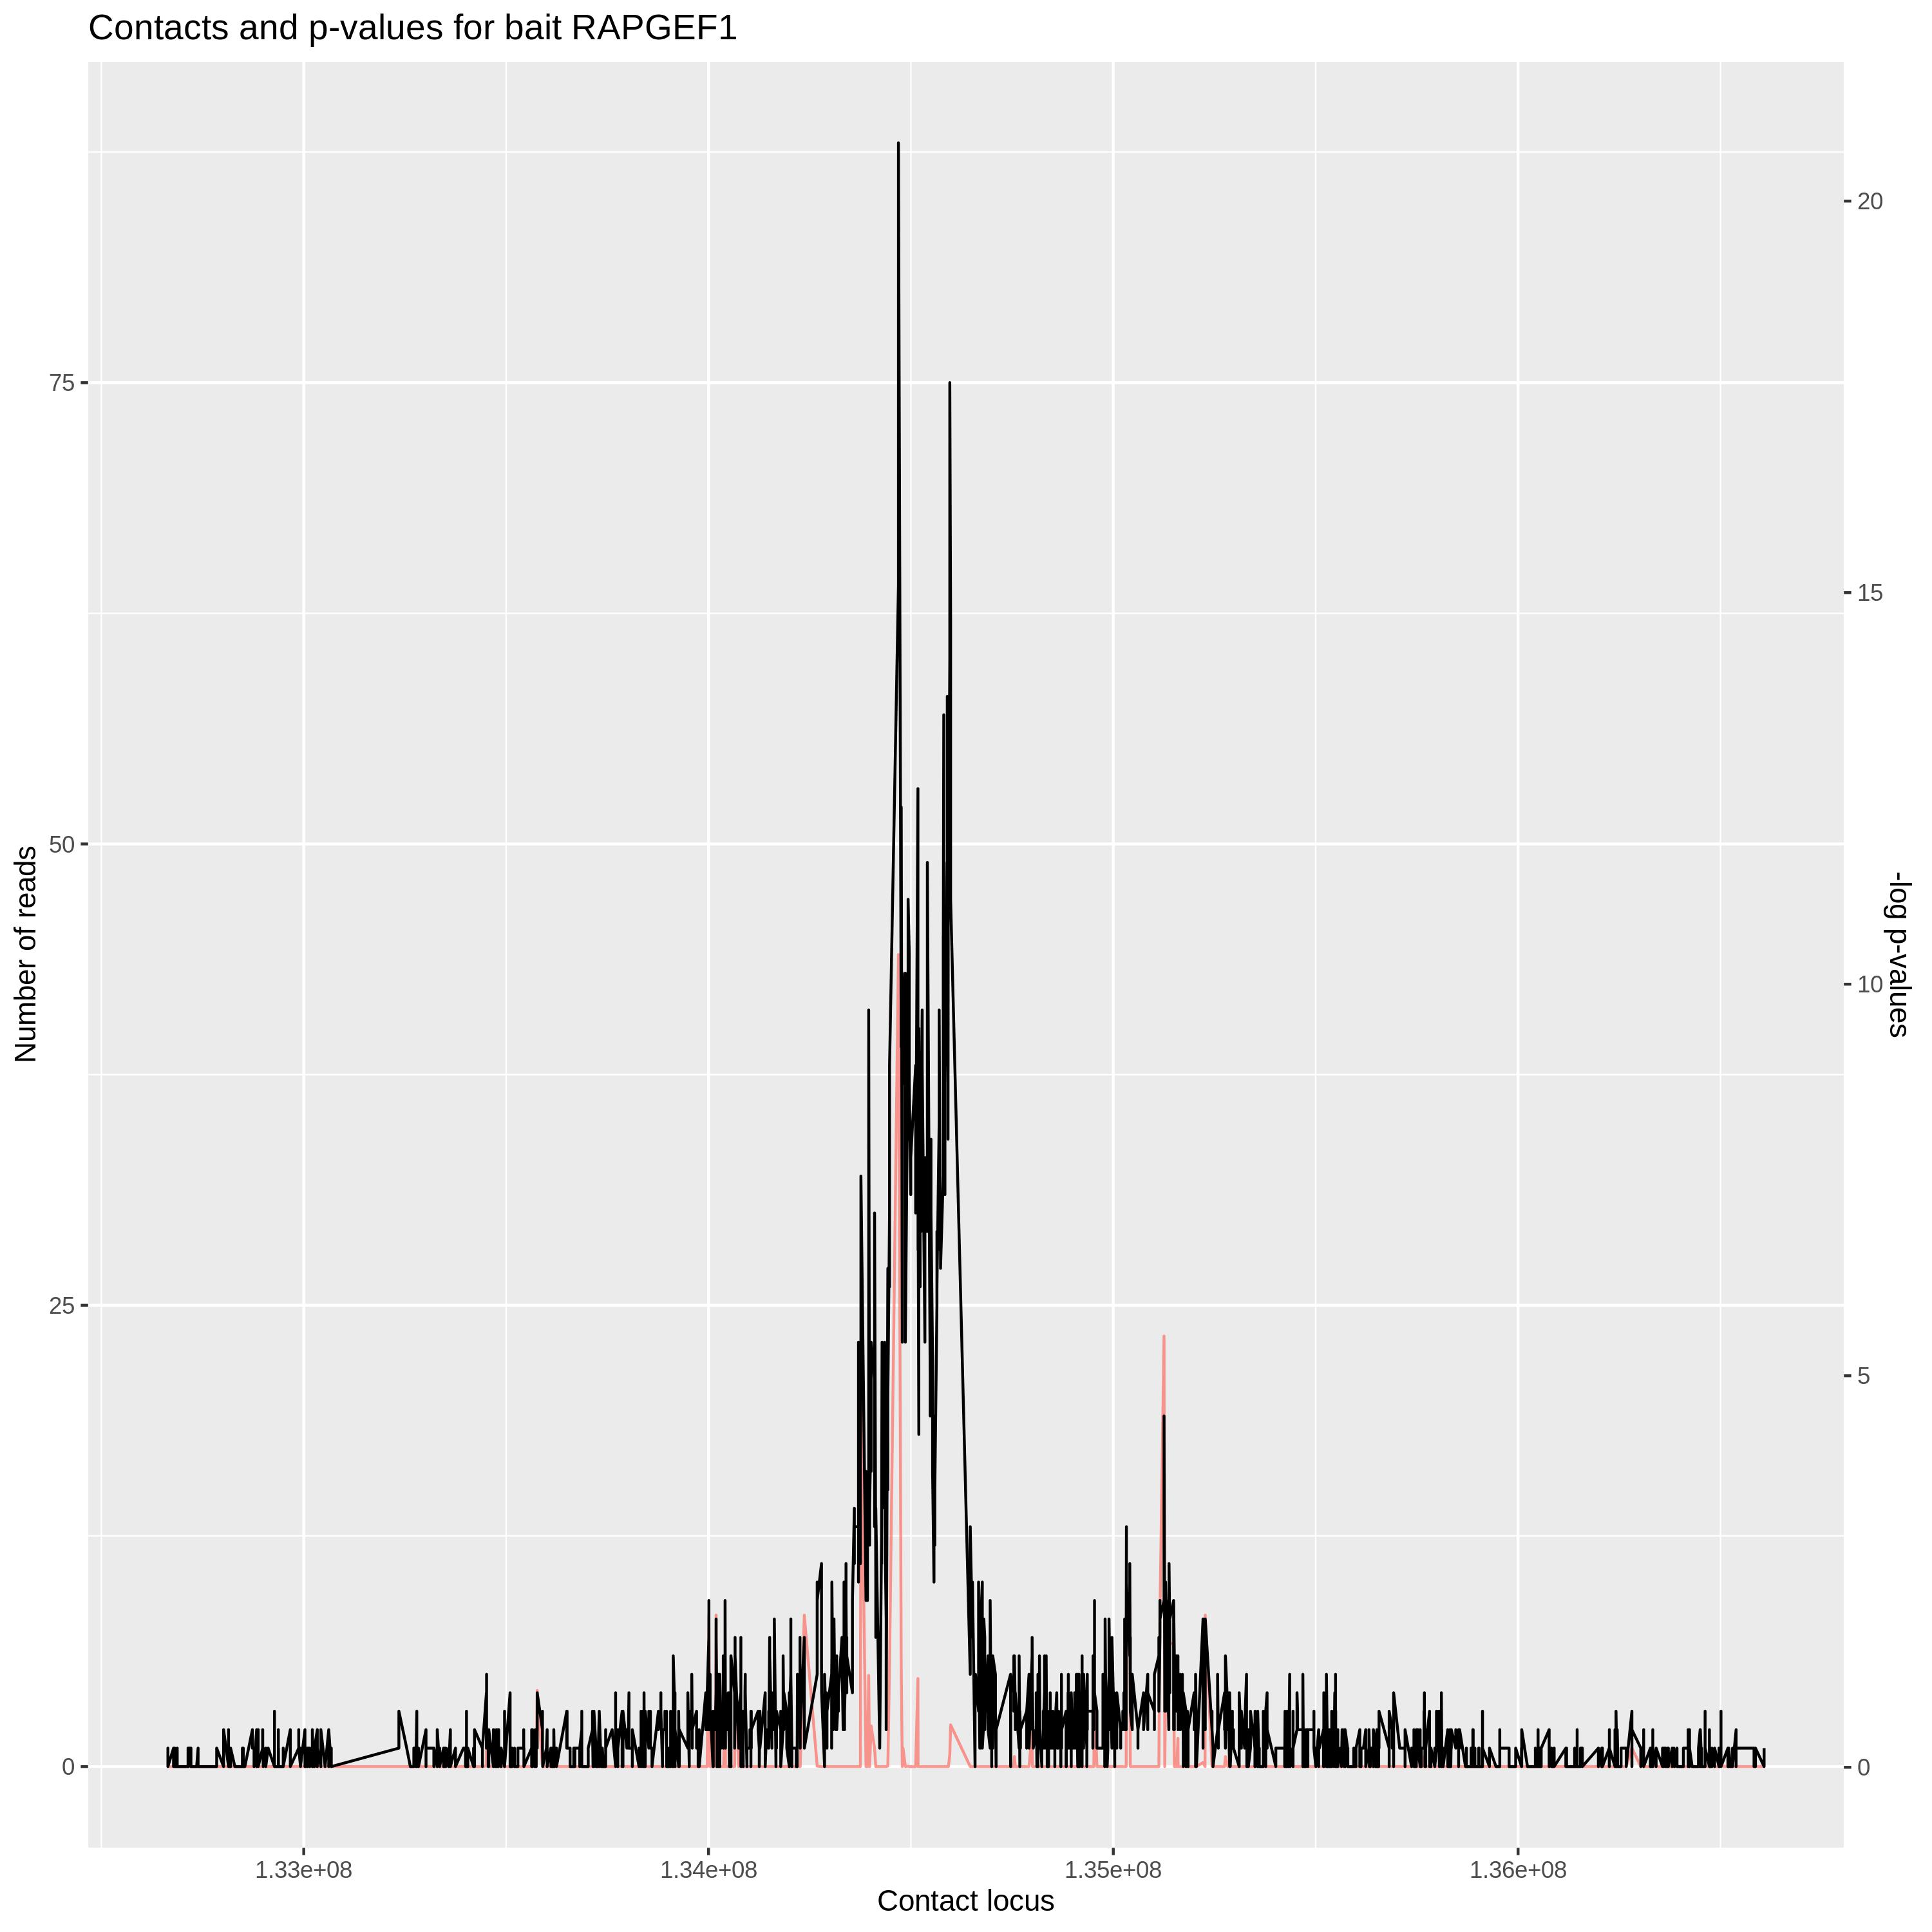 Contacts and p-values for bait RAPGEF1
Number of reads
75
50
25
0
20
15
10
5
0
-log p-values
1.33e+08
1.34e+08
1.35e+08
1.36e+08
Contact locus